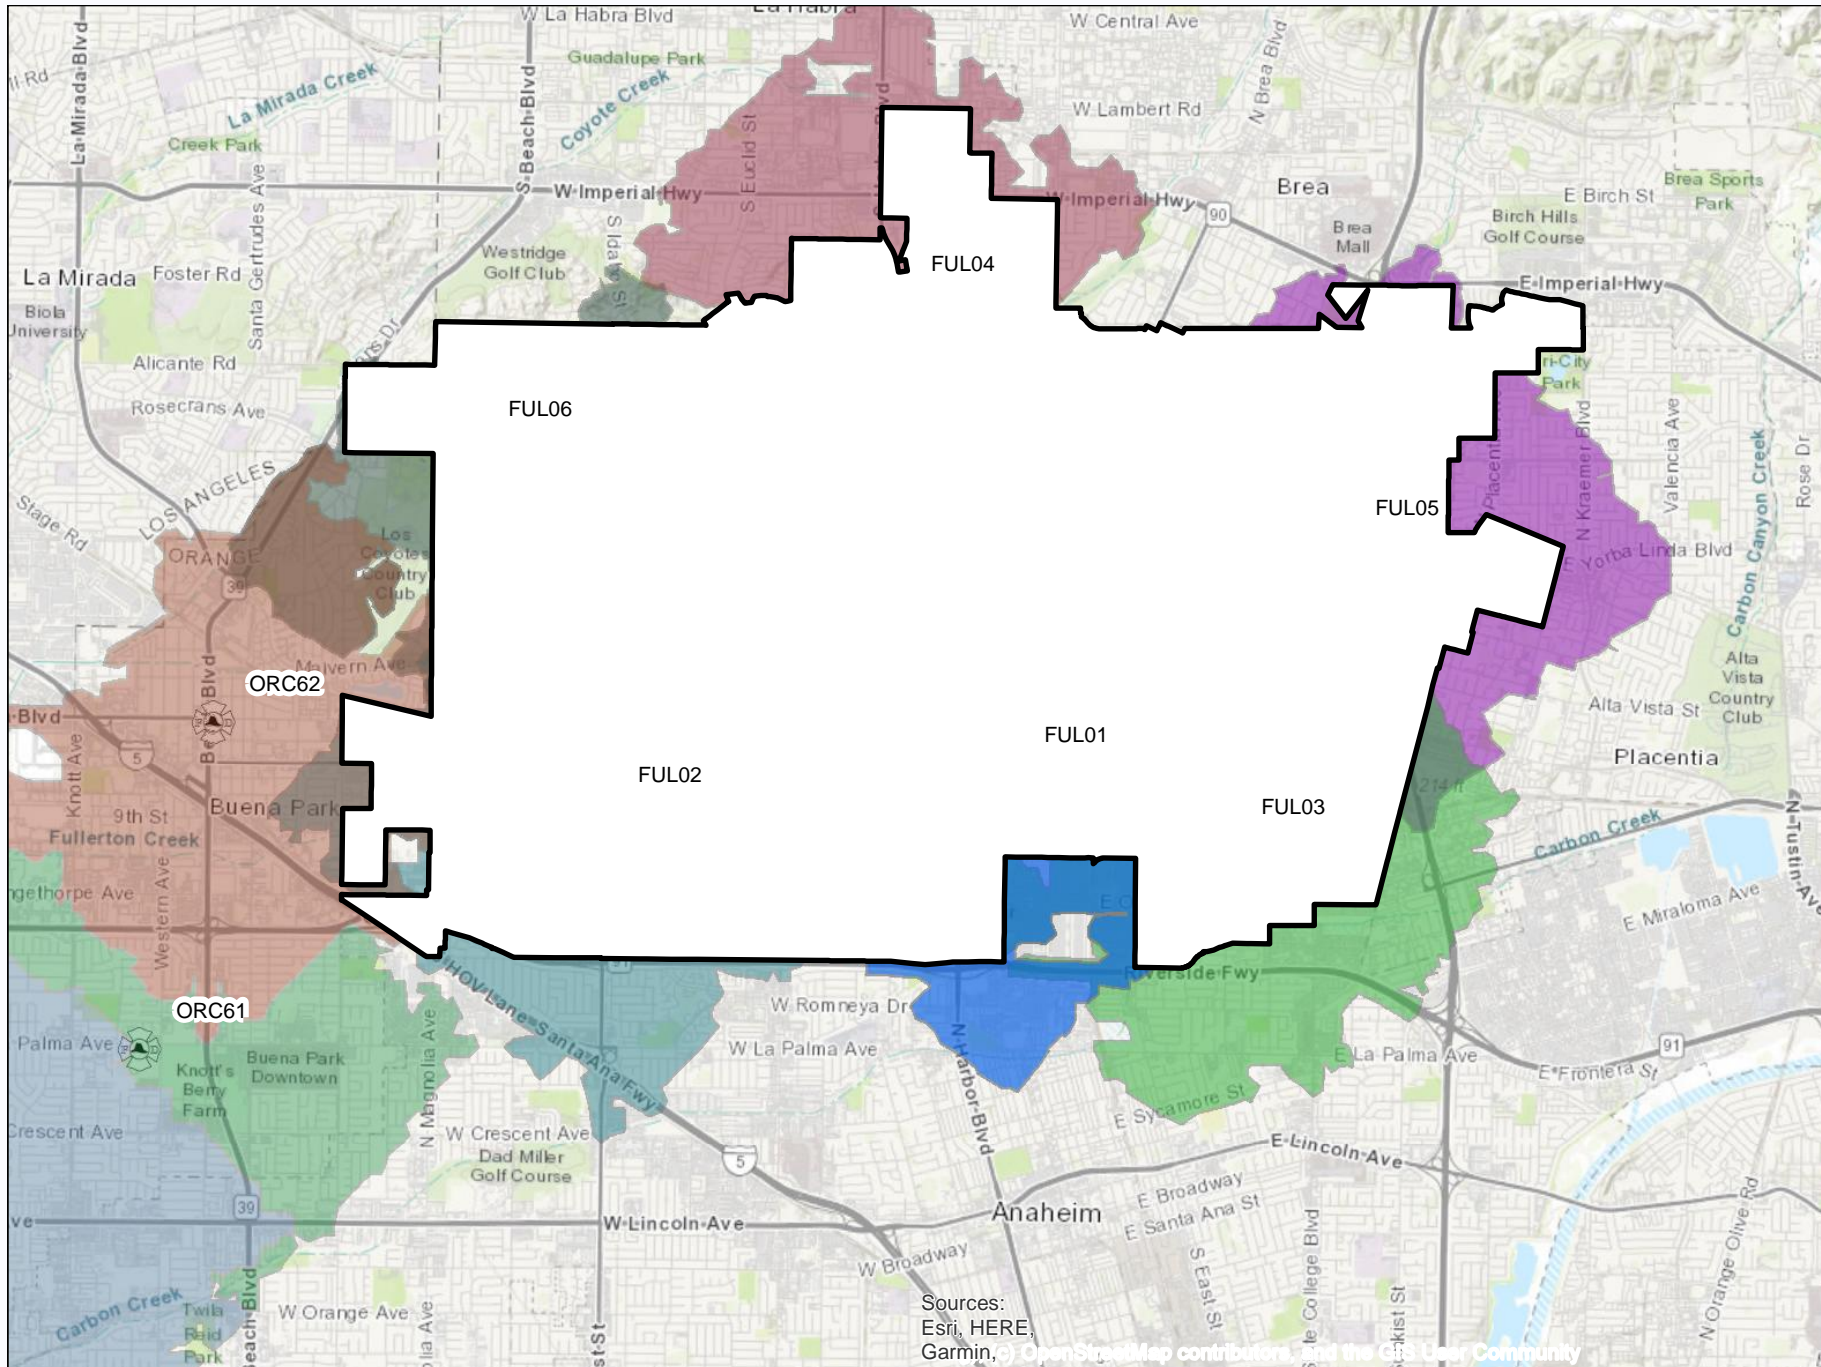 W La Habra Blvd
La Habra
W Central Ave
Guadalupe Park
La Mirada Blvd
La Mirada Creek
S Beach Blvd
Coyote Creek
N Brea Blvd
W Lambert Rd
Creek Park
S Euclid St
W Imperial Hwy
W Imperial Hwy
90
Brea
E Birch St
Brea Sports
Park
Birch Hills
Golf Course
Brea
Mall
Santa Gertrudes Ave
S Idaho St
Westridge
Golf Club
La Mirada
Foster Rd
FUL04
E Imperial Hwy
Biola
University
Alicante Rd
Rosecrans Ave
FUL06
Tri-City
Park
N Kraemer Blvd
Valencia Ave
Carbon Canyon Creek
Rose Dr
LOS ANGELES
Stage Rd
ORANGE
39
Los
Coyotes
Country
Club
FUL05
Yorba Linda Blvd
Malvern Ave
ORC62
Alta
Vista
Country
Club
Alta Vista St
Placentia
Blvd
5
Knott Ave
FUL01
FUL02
FUL03
214 ft
Buena Park
9th St
Fullerton Creek
Carbon Creek
N Tustin Ave
Western Ave
E Miraloma Ave
HOV Lane
Santa Ana Fwy
Riverside Fwy
ORC61
W Romneya Dr
W La Palma Ave
N Harbor Blvd
E La Palma Ave
91
E Frontera St
Palma Ave
Knott's
Berry
Farm
Buena Park
Downtown
N Magnolia Ave
Crescent Ave
W Crescent Ave
Dad Miller
Golf Course
E Sycamore St
E Lincoln Ave
5
39
W Lincoln Ave
Anaheim
E Broadway
E Santa Ana St
W Broadway
S East St
State College Blvd
N Orange Olive Rd
Carbon Creek
Twila
Reid
Park
Beach Blvd
W Orange Ave
Sources:
Esri, HERE,
Garmin, (c) OpenStreetMap contributors, and the GIS User Community